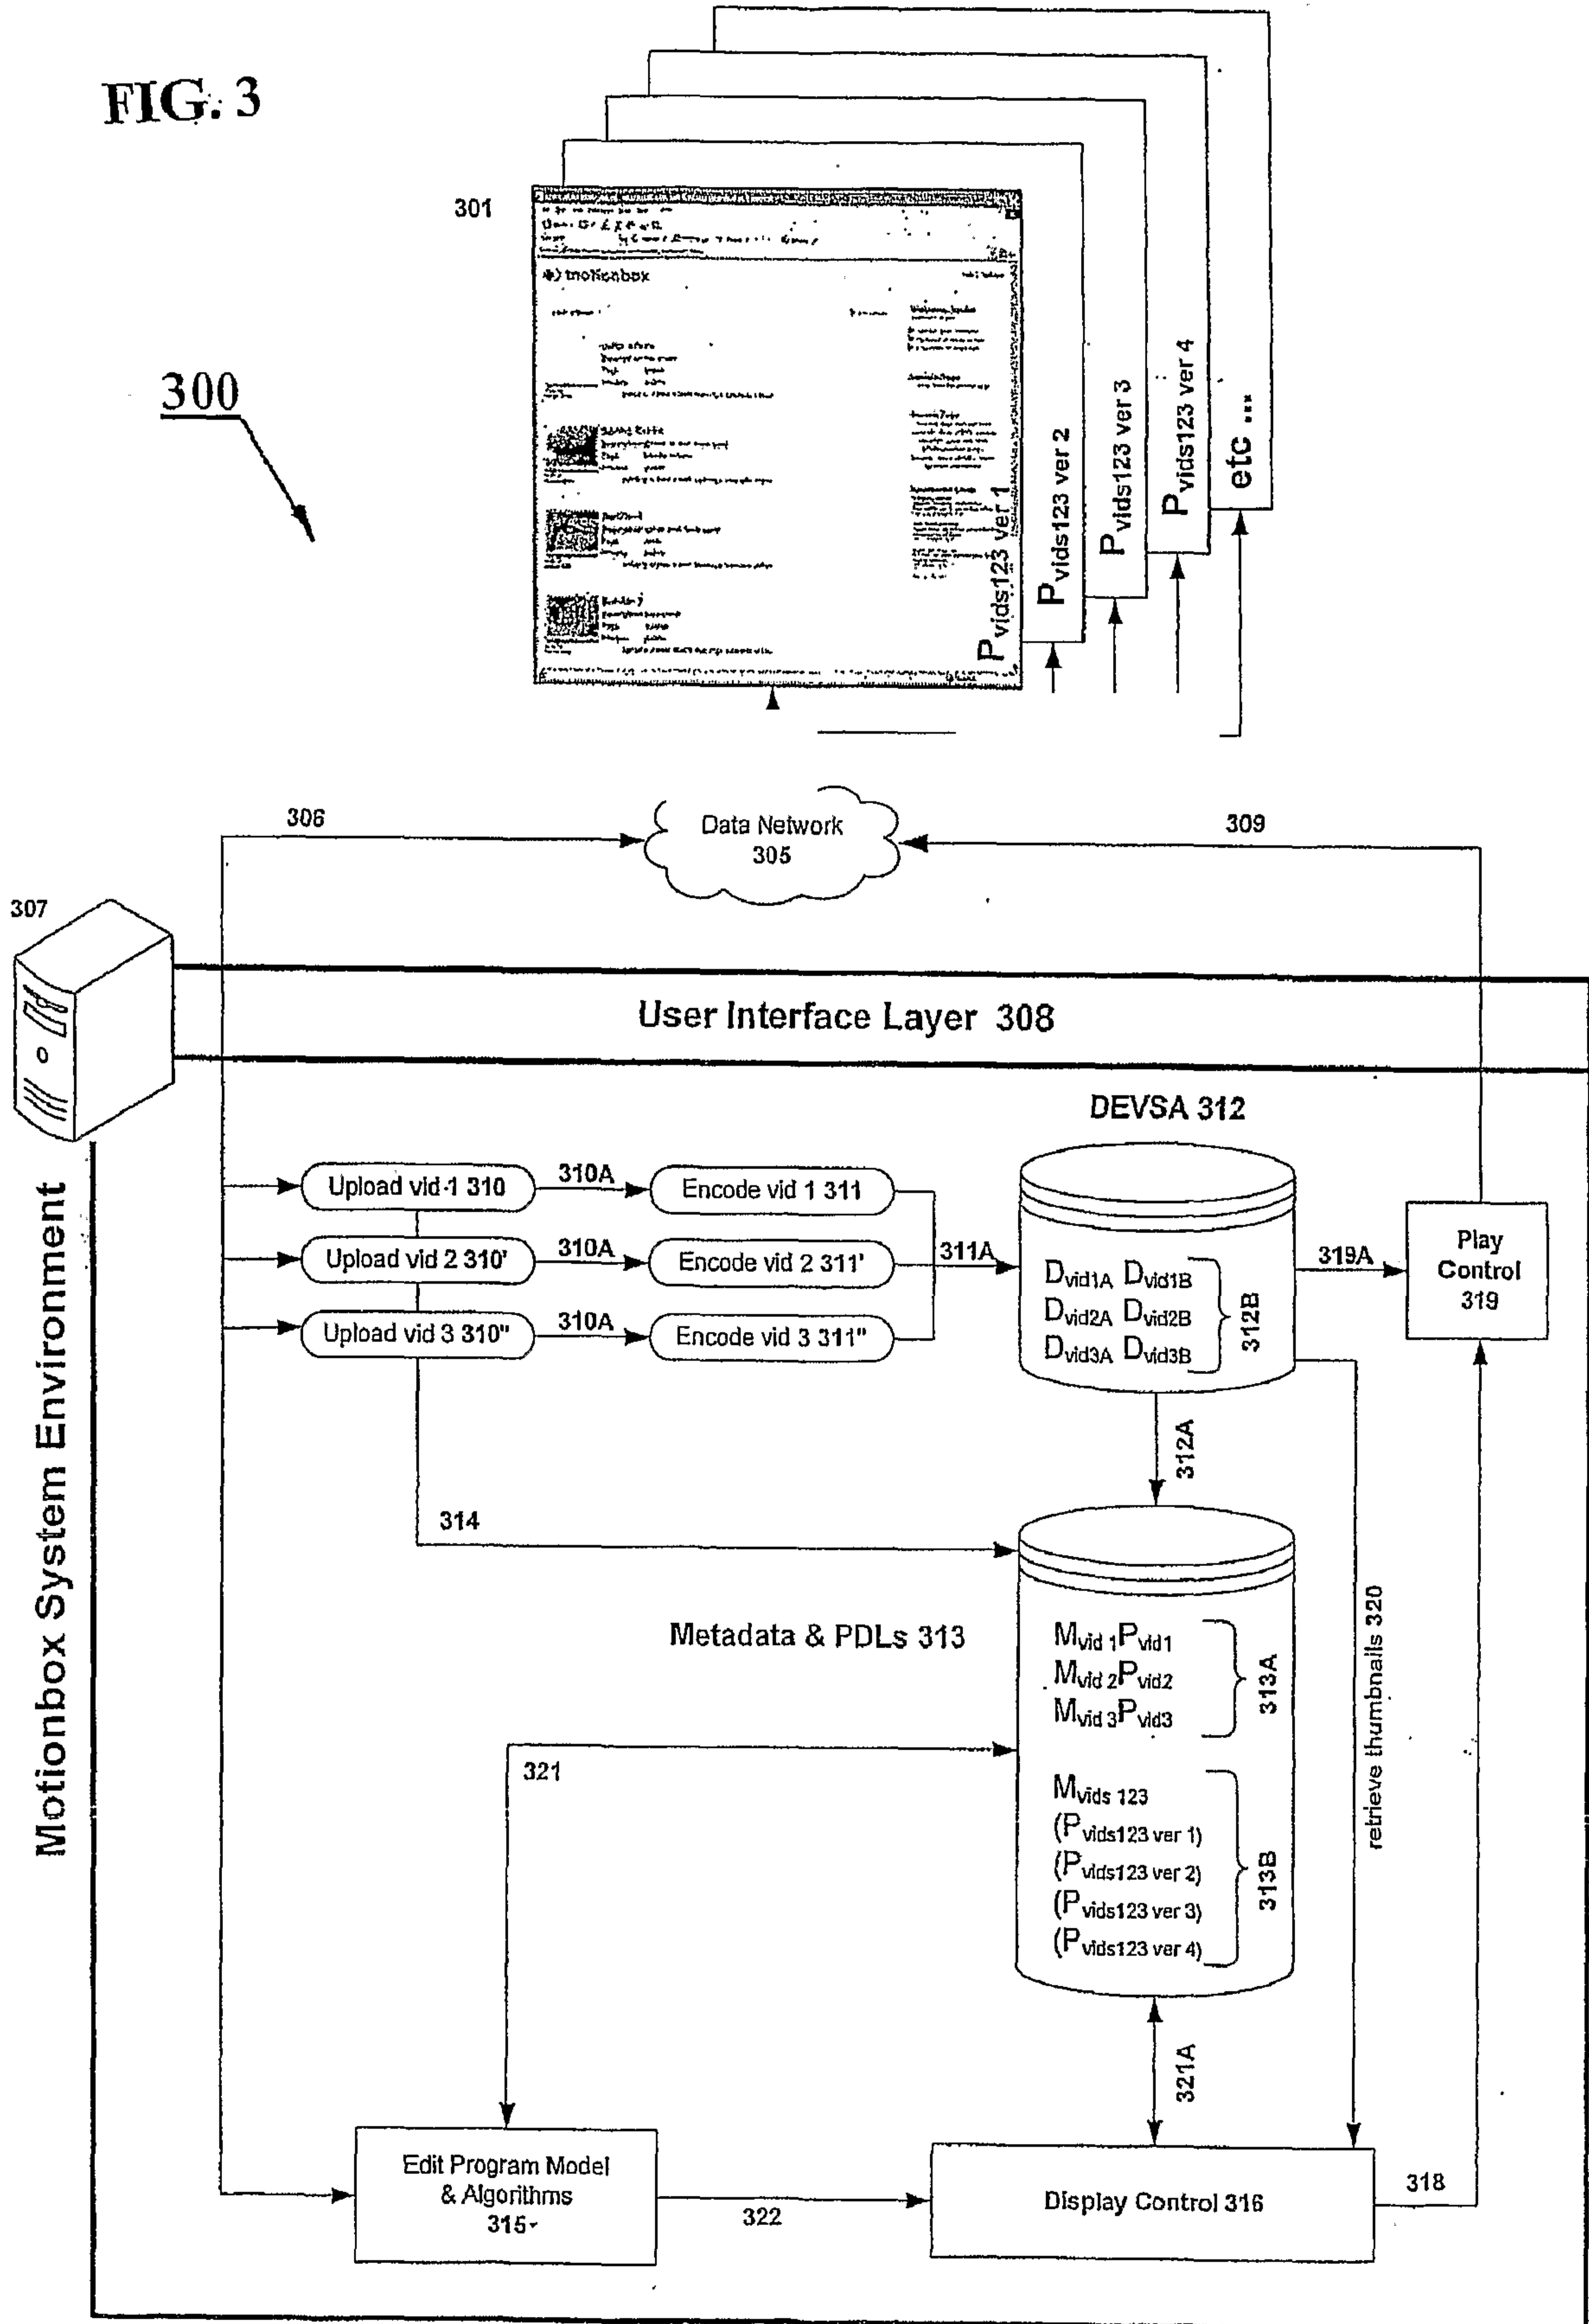 FIG. 3
301
motionbox
300
P vids123 ver 1
P vids123 ver 2
P vids123 ver 3
P vids123 ver 4
etc ...
306
Data Network
305
309
307
User Interface Layer 308
Motionbox System Environment
DEVSA 312
Upload vid 1 310
310A
Encode vid 1 311
Upload vid 2 310'
310A
Encode vid 2 311'
Upload vid 3 310"
310A
Encode vid 3 311"
311A
Dvid1A Dvid1B
Dvid2A Dvid2B
Dvid3A Dvid3B
312B
319A
Play
Control
319
312A
314
Metadata & PDLs 313
Mvid 1Pvid1
Mvid 2Pvid2
Mvid 3Pvid3
313A
retrieve thumbnails 320
321
Mvids 123
(Pvids123 ver 1)
(Pvids123 ver 2)
(Pvids123 ver 3)
(Pvids123 ver 4)
313B
321A
Edit Program Model
& Algorithms
315
322
Display Control 316
318